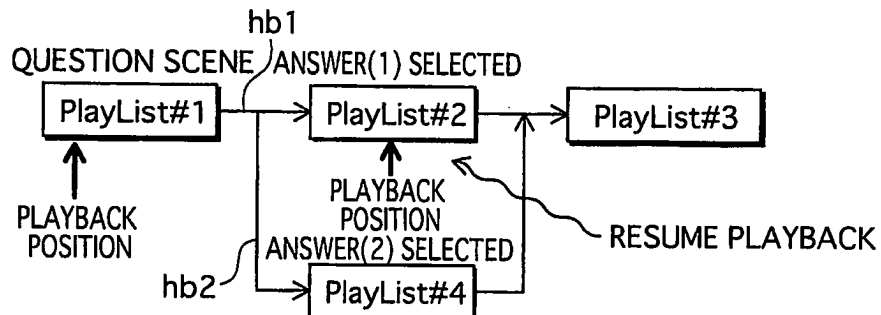 hb1
QUESTION SCENE
ANSWER(1) SELECTED
PlayList#1
PlayList#2
PlayList#3
PLAYBACK
POSITION
PLAYBACK
POSITION
RESUME PLAYBACK
ANSWER(2) SELECTED
hb2
PlayList#4